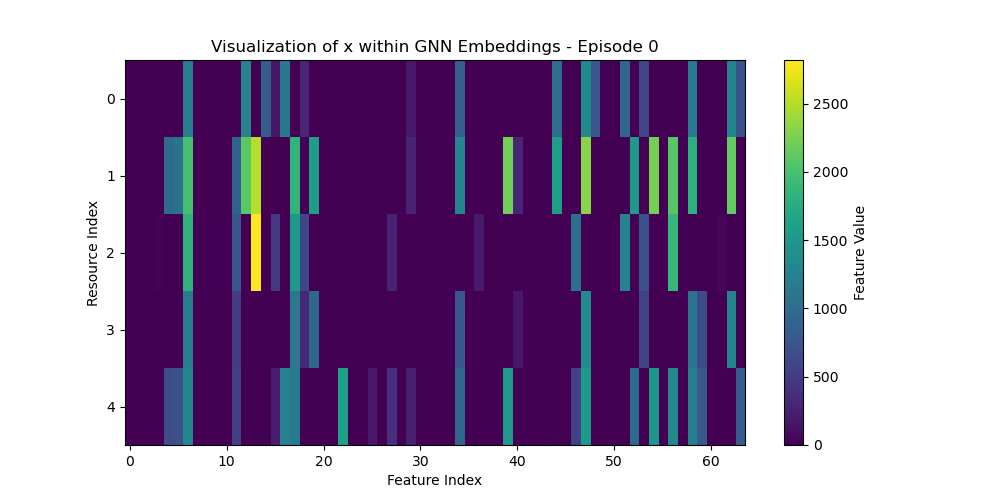 Visualization of x within GNN Embeddings - Episode 0
Resource Index
0
1
2
3
4
0 10 20 30 40 50 60
Feature Index
2500
2000
1500
1000
500
0
Feature Value